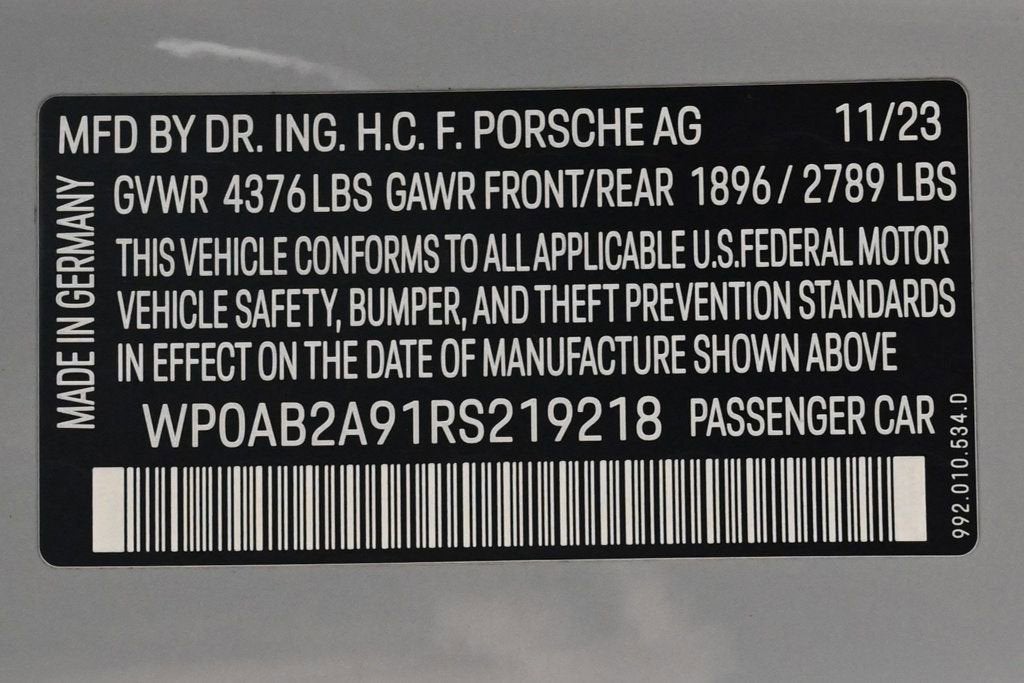 MFD BY DR. ING. H.C. F. PORSCHE AG 11/23
GVWR 4376 LBS GAWR FRONT/REAR 1896 / 2789 LBS
THIS VEHICLE CONFORMS TO ALL APPLICABLE U.S.FEDERAL MOTOR
VEHICLE SAFETY, BUMPER, AND THEFT PREVENTION STANDARDS
IN EFFECT ON THE DATE OF MANUFACTURE SHOWN ABOVE
WP0AB2A91RS219218 PASSENGER CAR
MADE IN GERMANY
992.010.534.D